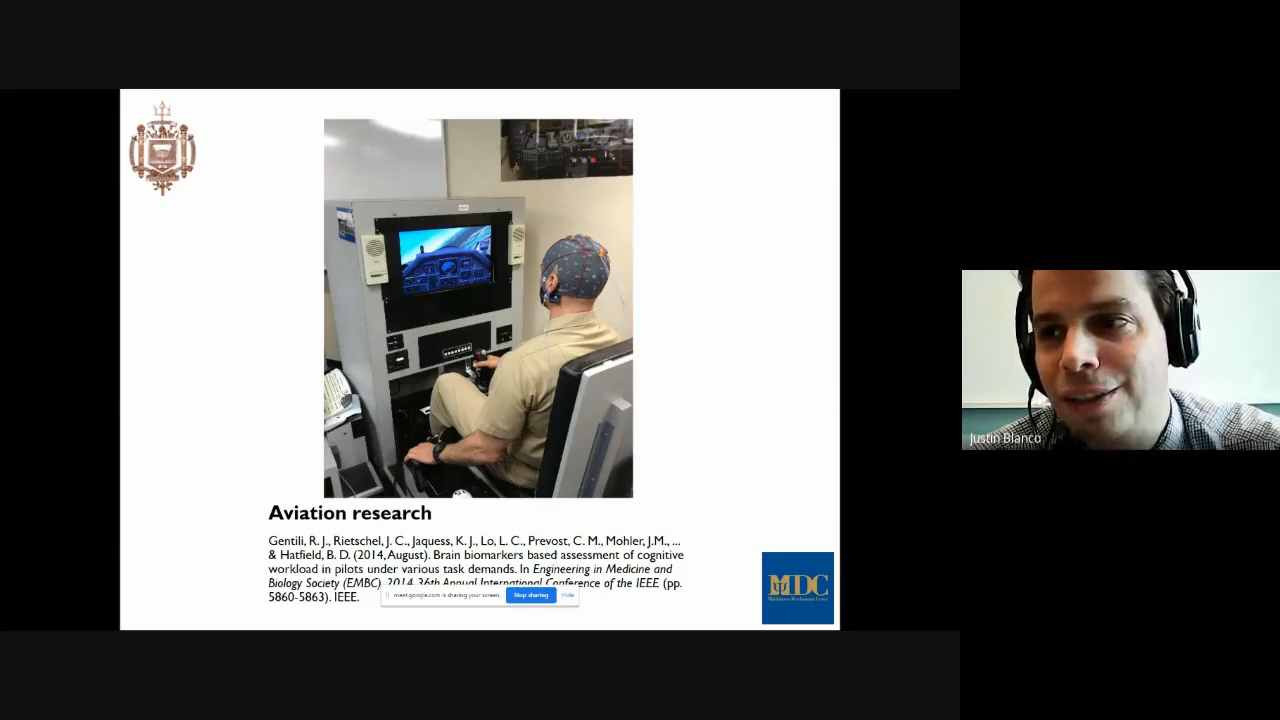 Aviation research
Gentili, R. J., Rietschel, J. C., Jaquess, K. J., Lo, L. C., Prevost, C. M., Mohler, J.M., ...
& Hatfield, B. D. (2014, August). Brain biomarkers based assessment of cognitive
workload in pilots under various task demands. In Engineering in Medicine and
Biology Society (EMBC), 2014 36th Annual International Conference of the IEEE (pp.
5860-5863). IEEE.
meet.google.com is sharing your screen.
Stop sharing
Hide
MDC
Justin Blanco